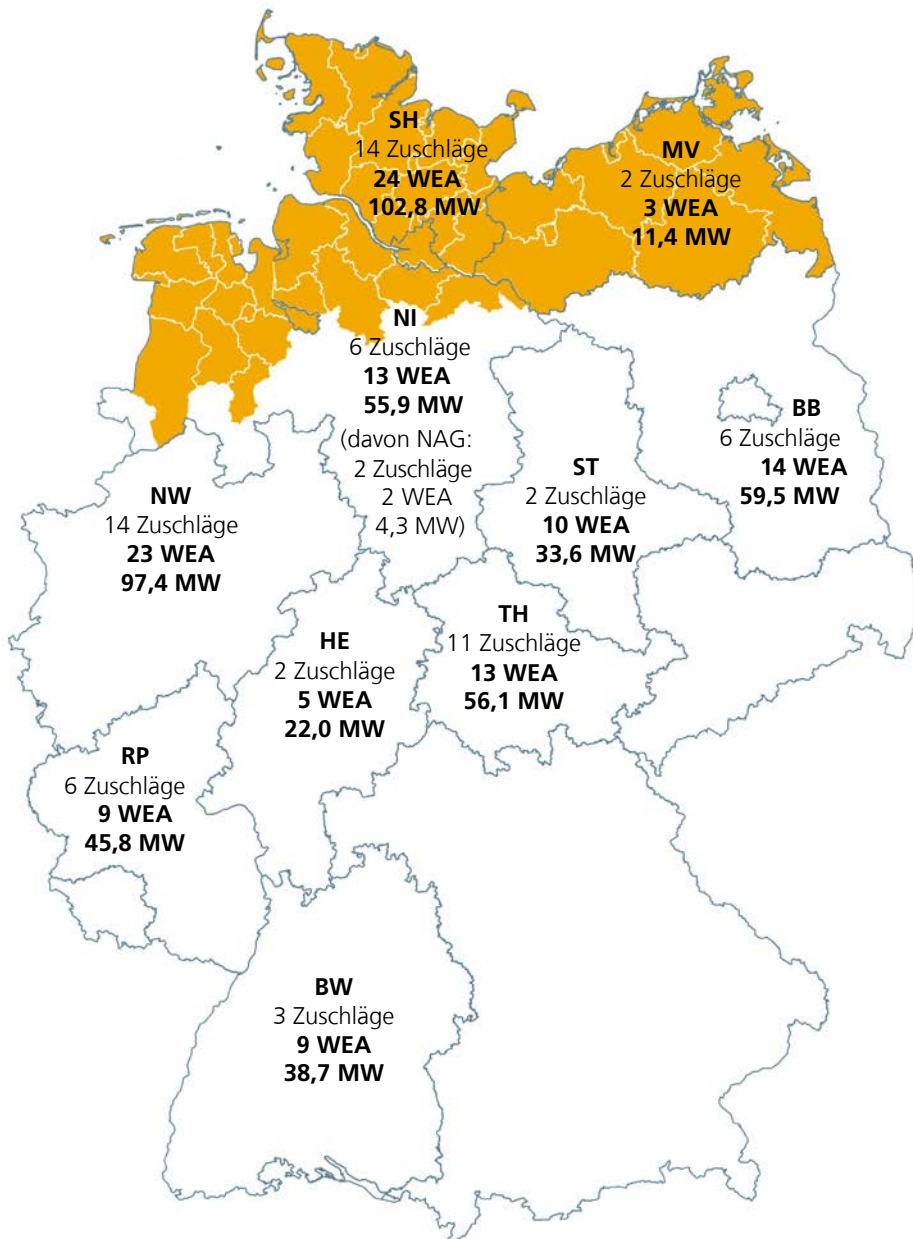 SH
14 Zuschläge
24 WEA
102,8 MW
MV
2 Zuschläge
3 WEA
11,4 MW
NI
6 Zuschläge
13 WEA
55,9 MW
(davon NAG:
2 Zuschläge
2 WEA
4,3 MW)
BB
6 Zuschläge
14 WEA
59,5 MW
ST
2 Zuschläge
10 WEA
33,6 MW
NW
14 Zuschläge
23 WEA
97,4 MW
TH
11 Zuschläge
13 WEA
56,1 MW
HE
2 Zuschläge
5 WEA
22,0 MW
RP
6 Zuschläge
9 WEA
45,8 MW
BW
3 Zuschläge
9 WEA
38,7 MW